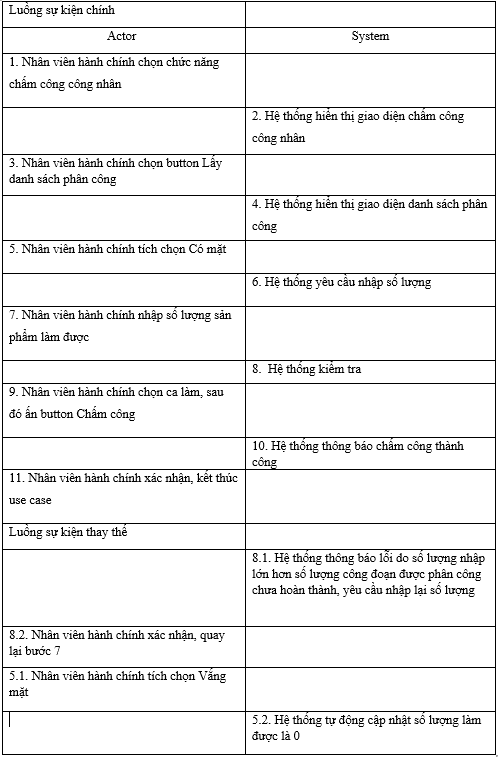 Luồng sự kiện chính
Actor
System
1. Nhân viên hành chính chọn chức năng
chấm công công nhân
2. Hệ thống hiển thị giao diện chấm công
công nhân
3. Nhân viên hành chính chọn button Lấy
danh sách phân công
4. Hệ thống hiển thị giao diện danh sách phân
công
5. Nhân viên hành chính tích chọn Có mặt
6. Hệ thống yêu cầu nhập số lượng
7. Nhân viên hành chính nhập số lượng sản
phẩm làm được
8. Hệ thống kiểm tra
9. Nhân viên hành chính chọn ca làm, sau
đó ấn button Chấm công
10. Hệ thống thông báo chấm công thành
công
11. Nhân viên hành chính xác nhận, kết thúc
use case
Luồng sự kiện thay thế
8.1. Hệ thống thông báo lỗi do số lượng nhập
lớn hơn số lượng công đoạn được phân công
chưa hoàn thành, yêu cầu nhập lại số lượng
8.2. Nhân viên hành chính xác nhận, quay
lại bước 7
5.1. Nhân viên hành chính tích chọn Vắng
mặt
5.2. Hệ thống tự động cập nhật số lượng làm
được là 0